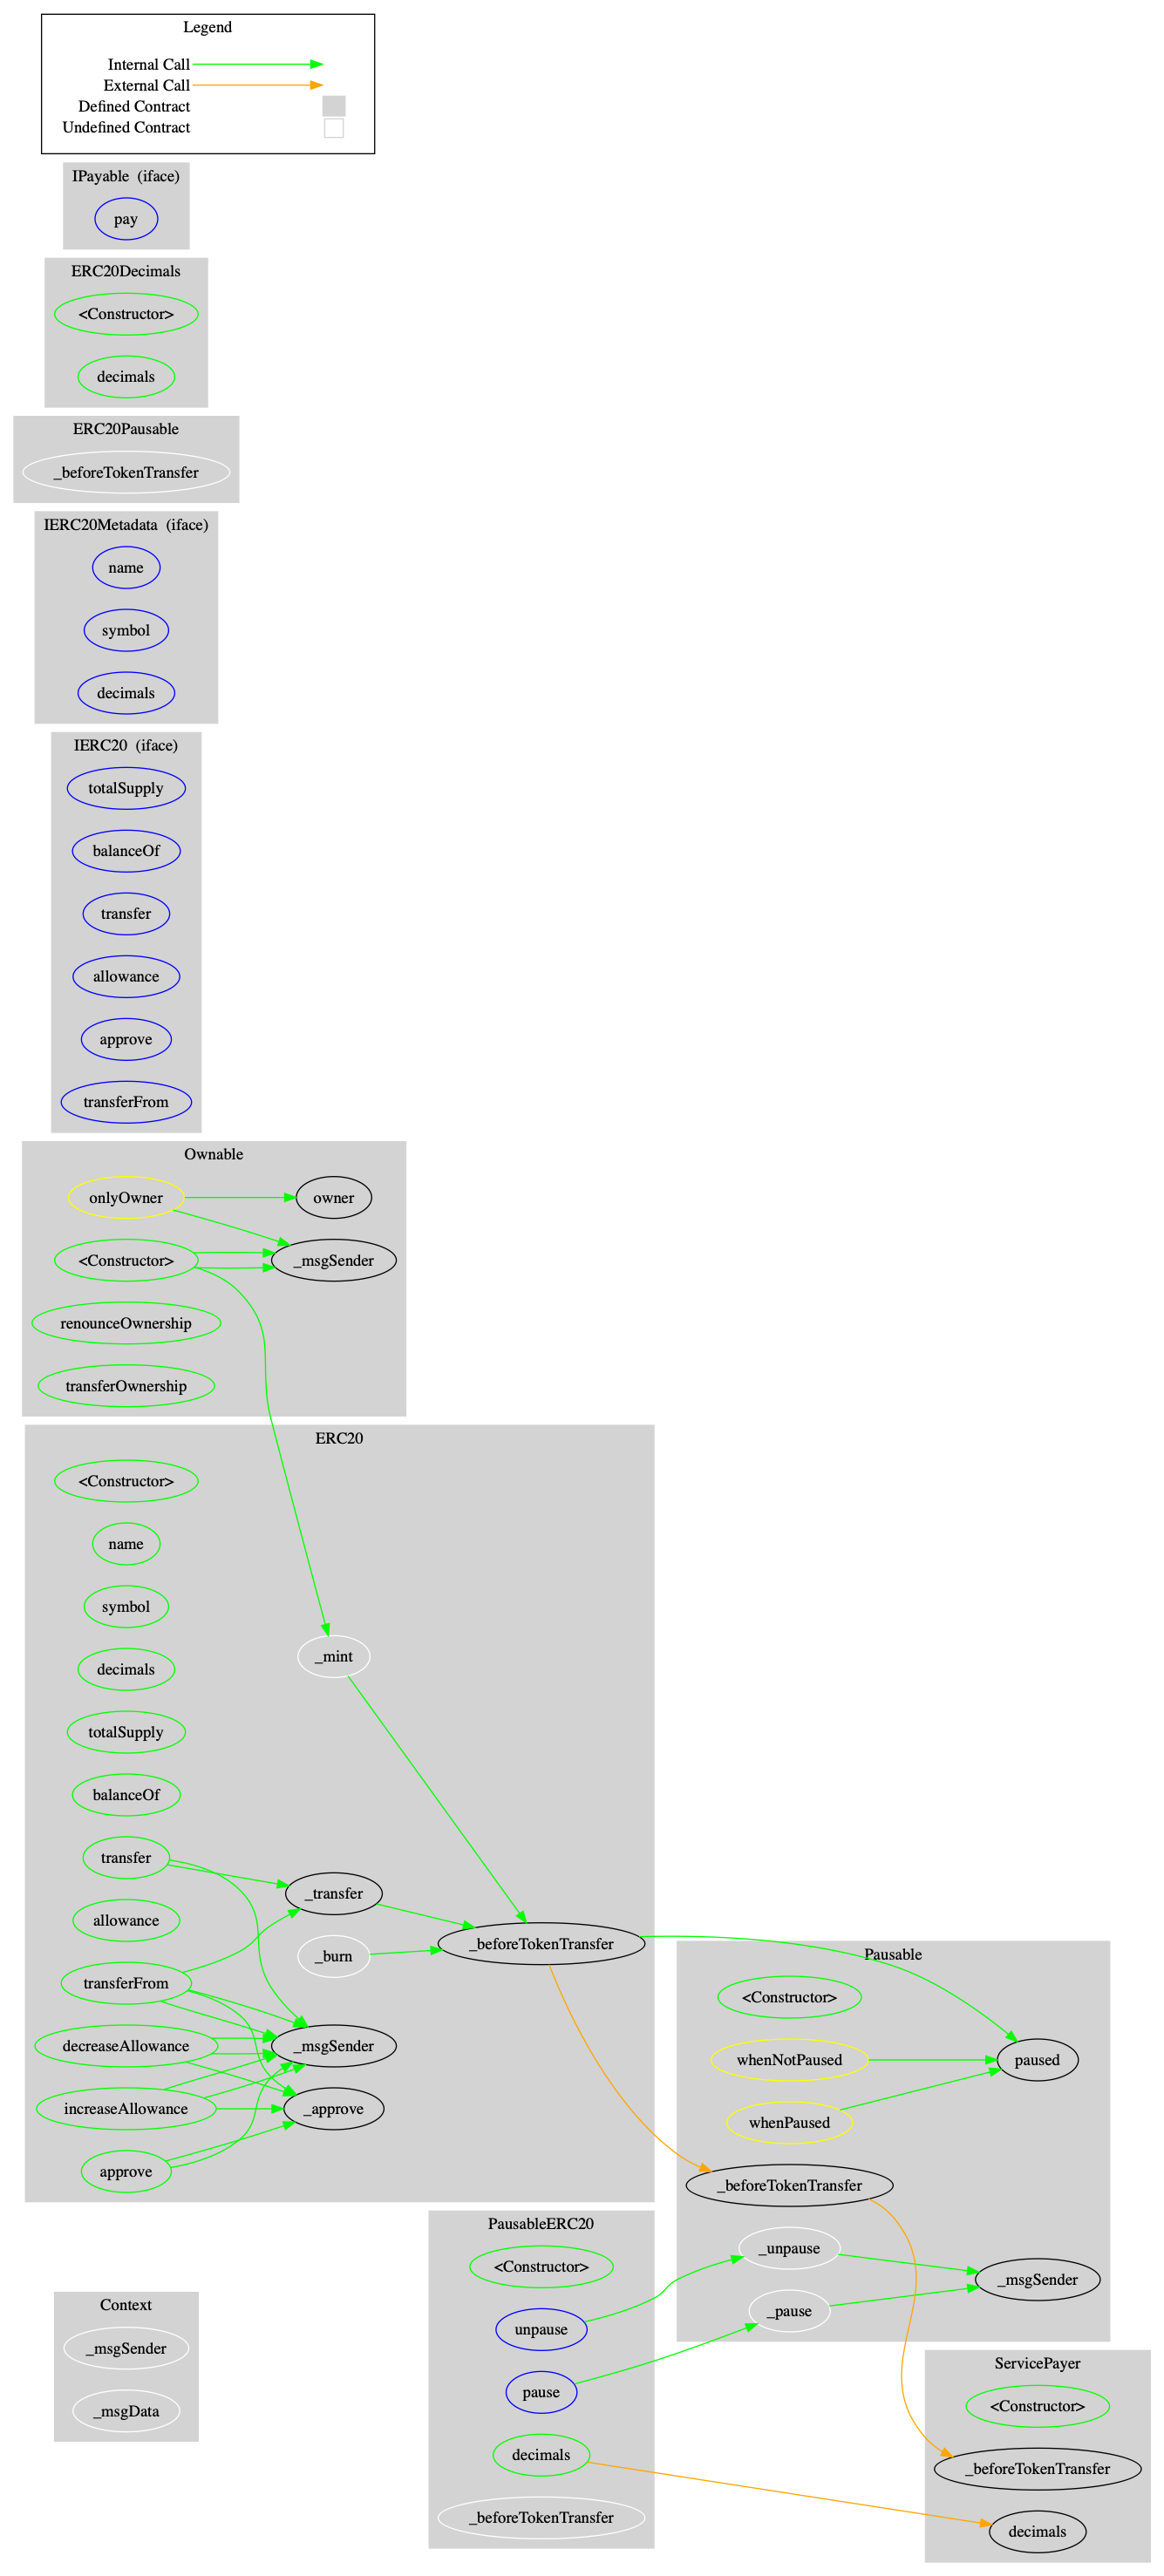 Legend
Internal Call
External Call
Defined Contract
Undefined Contract
IPayable (iface)
pay
ERC20Decimals
<Constructor>
decimals
ERC20Pausable
_beforeTokenTransfer
IERC20Metadata (iface)
name
symbol
decimals
IERC20 (iface)
totalSupply
balanceOf
transfer
allowance
approve
transferFrom
Ownable
onlyOwner
owner
<Constructor>
_msgSender
renounceOwnership
transferOwnership
ERC20
<Constructor>
name
symbol
_mint
decimals
totalSupply
balanceOf
transfer
_transfer
allowance
_burn
_beforeTokenTransfer
transferFrom
decreaseAllowance
_msgSender
increaseAllowance
_approve
approve
Pausable
<Constructor>
whenNotPaused
paused
whenPaused
_beforeTokenTransfer
_unpause
_msgSender
_pause
PausableERC20
<Constructor>
unpause
pause
decimals
_beforeTokenTransfer
Context
_msgSender
_msgData
ServicePayer
<Constructor>
_beforeTokenTransfer
decimals